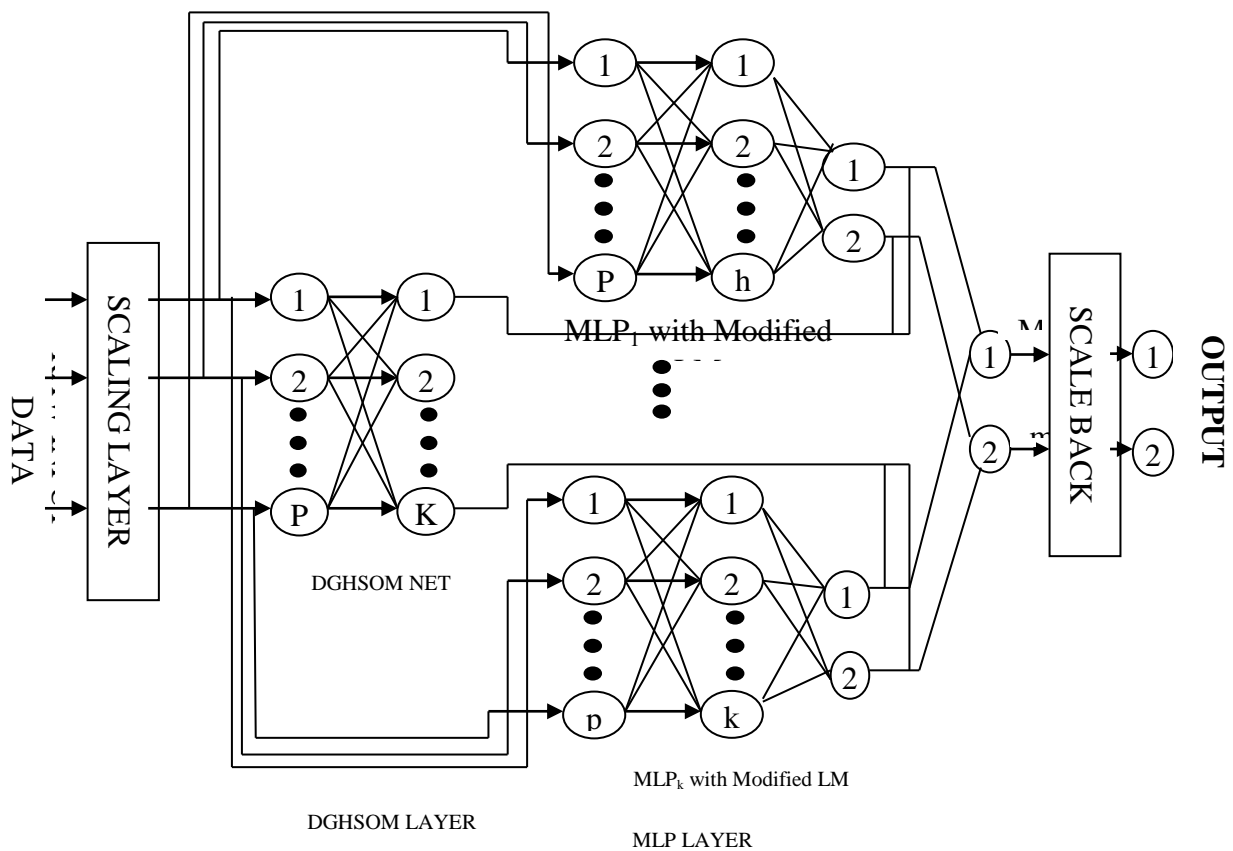 DATA
SCALING LAYER
1
2
P
1
2
K
DGHSOM NET
DGHSOM LAYER
1
2
P
1
2
h
1
2
MLP₁ with Modified
1
2
p
1
2
k
1
2
MLPₖ with Modified LM
MLP LAYER
1
2
SCALE BACK
1
2
OUTPUT